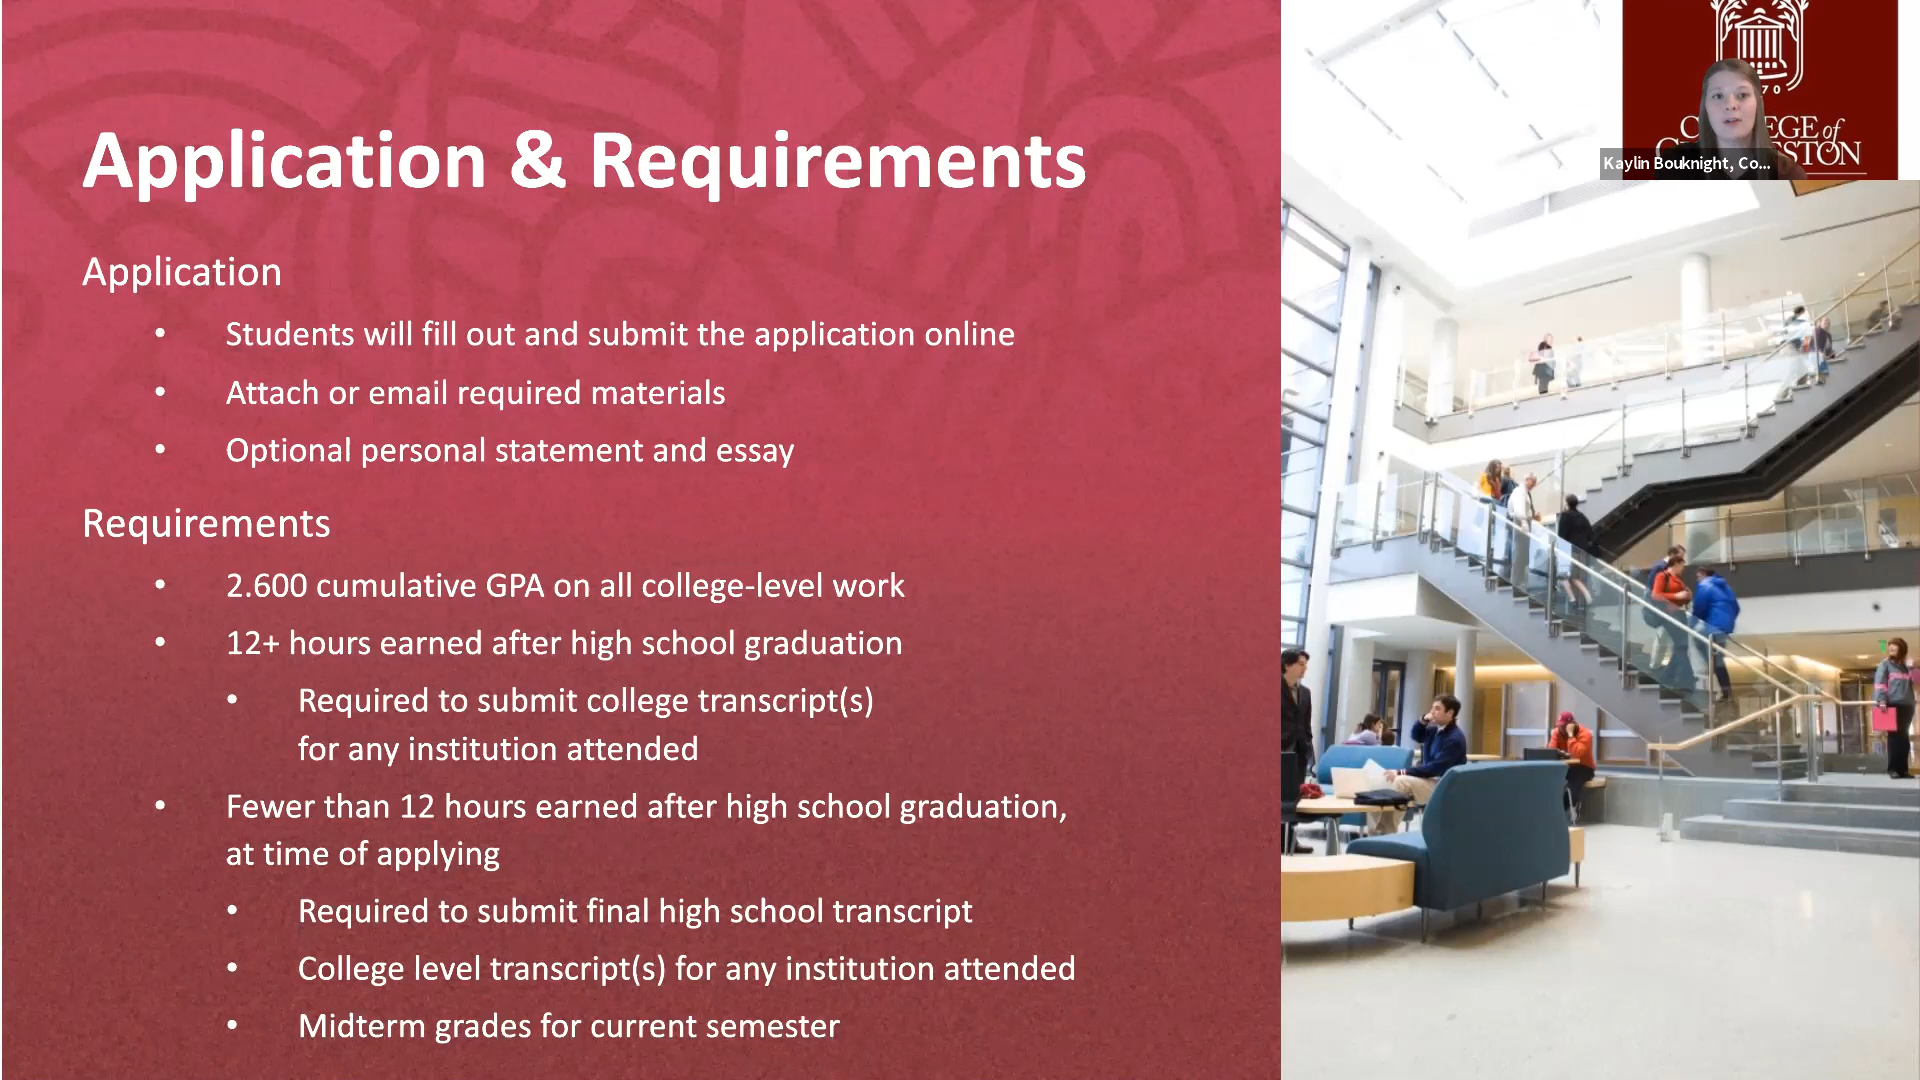 Application & Requirements
Application
• Students will fill out and submit the application online
• Attach or email required materials
• Optional personal statement and essay
Requirements
• 2.600 cumulative GPA on all college-level work
• 12+ hours earned after high school graduation
• Required to submit college transcript(s)
for any institution attended
• Fewer than 12 hours earned after high school graduation,
at time of applying
• Required to submit final high school transcript
• College level transcript(s) for any institution attended
• Midterm grades for current semester
70
EGE of
STON
Kaylin Bouknight, Co...